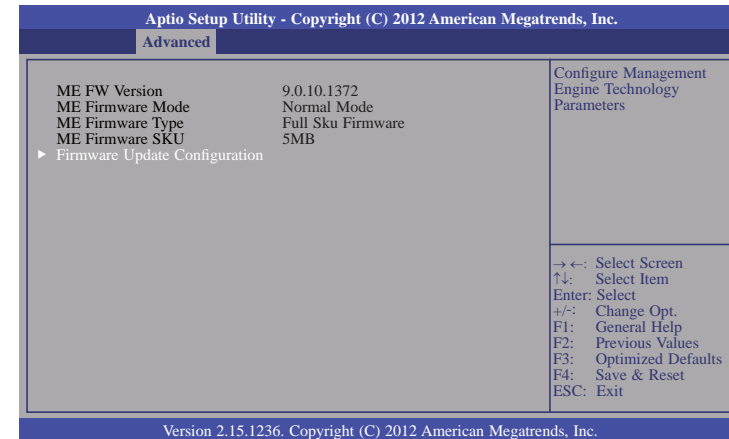 Aptio Setup Utility - Copyright (C) 2012 American Megatrends, Inc.
Advanced
ME FW Version 9.0.10.1372
ME Firmware Mode Normal Mode
ME Firmware Type Full Sku Firmware
ME Firmware SKU 5MB
▶ Firmware Update Configuration
Configure Management
Engine Technology
Parameters
→←: Select Screen
↑↓: Select Item
Enter: Select
+/-: Change Opt.
F1: General Help
F2: Previous Values
F3: Optimized Defaults
F4: Save & Reset
ESC: Exit
Version 2.15.1236. Copyright (C) 2012 American Megatrends, Inc.